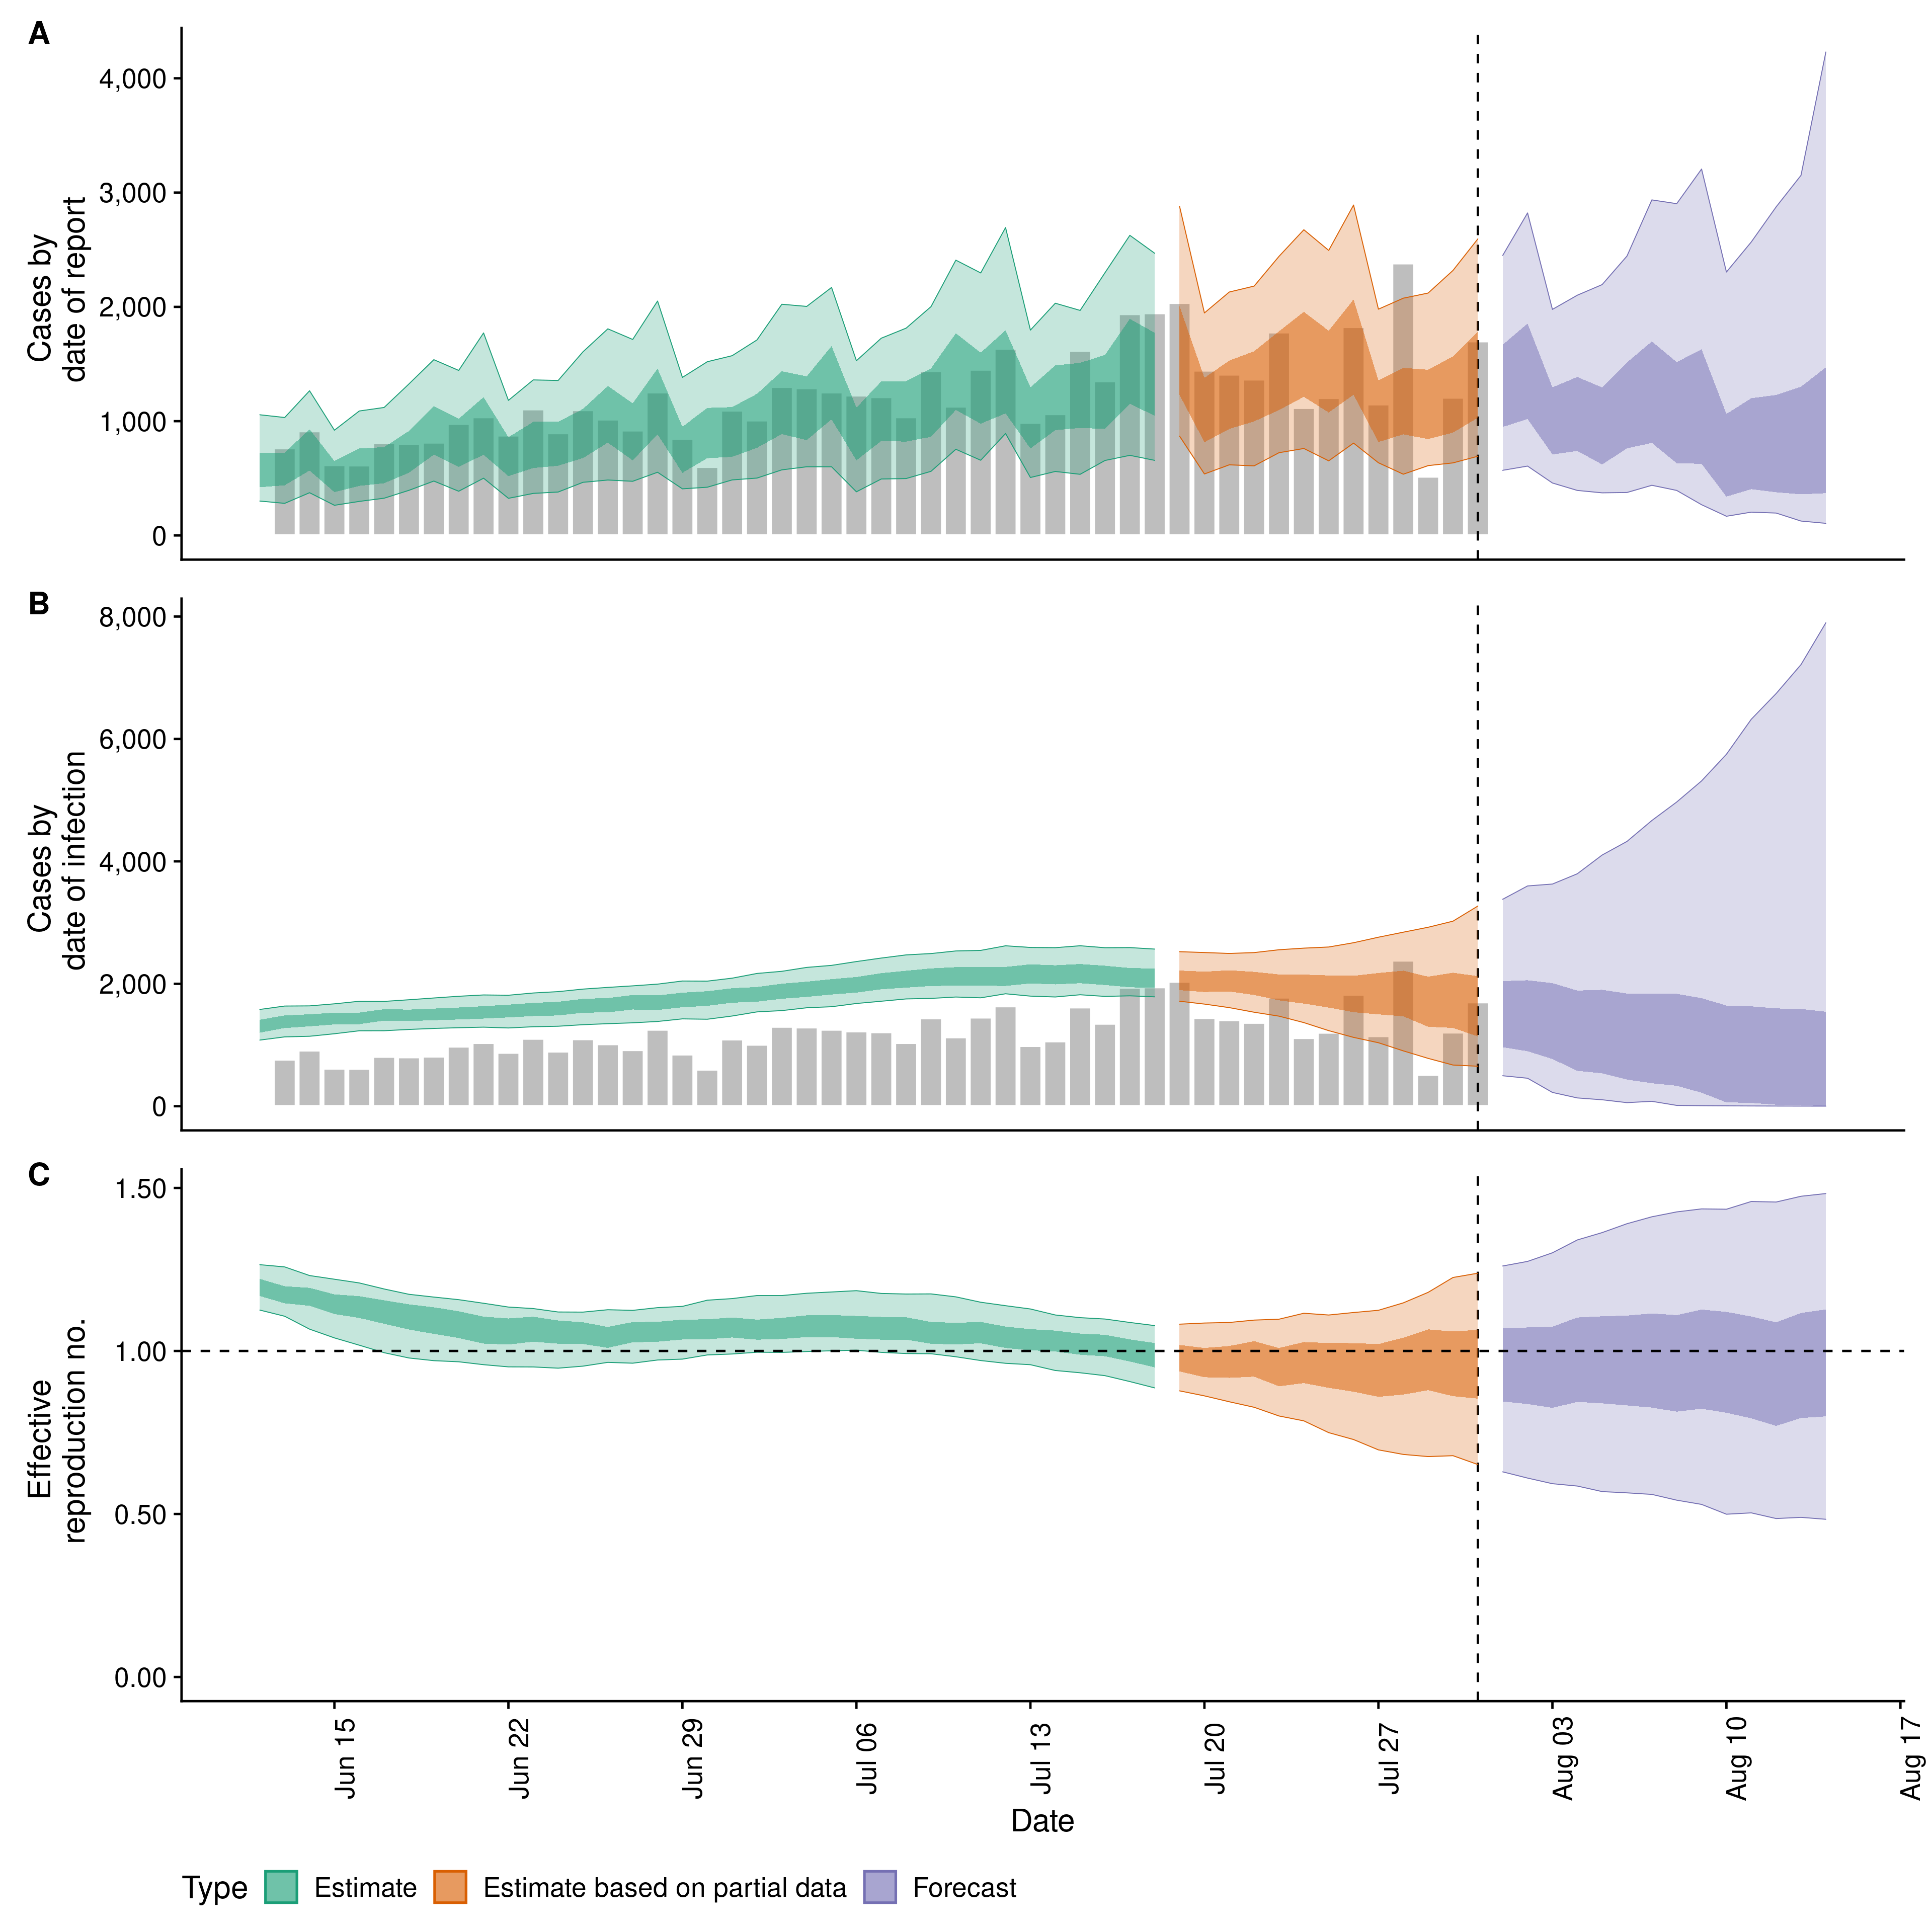 A
Cases by
date of report
4,000
3,000
2,000
1,000
0
B
Cases by
date of infection
8,000
6,000
4,000
2,000
0
C
Effective
reproduction no.
1.50
1.00
0.50
0.00
Jun 15
Jun 22
Jun 29
Jul 06
Jul 13
Jul 20
Jul 27
Aug 03
Aug 10
Aug 17
Date
Type Estimate Estimate based on partial data Forecast